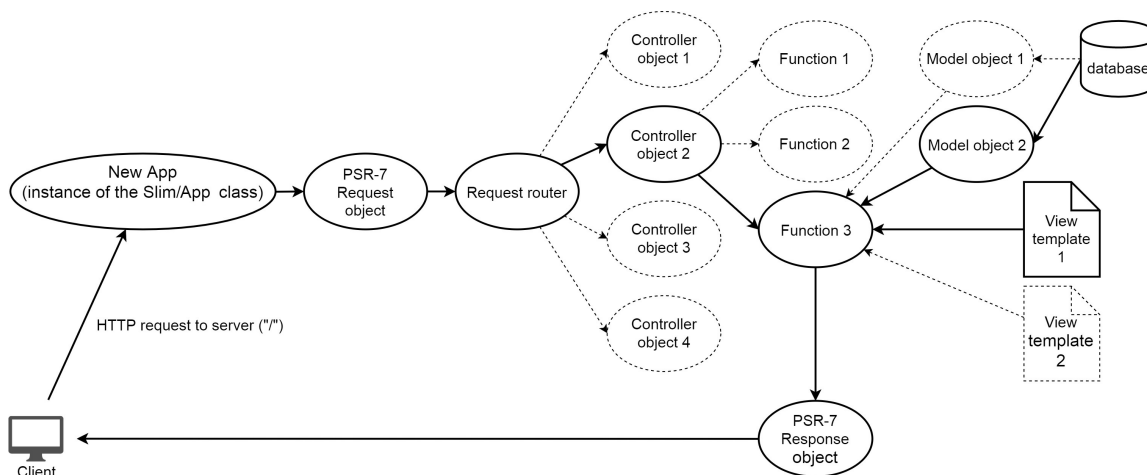 Controller
object 1
Function 1
Model object 1
database
Controller
object 2
Function 2
Model object 2
New App
(instance of the Slim/App class)
PSR-7
Request
object
Request router
Controller
object 3
Function 3
View
template
1
Controller
object 4
View
template
2
HTTP request to server ("/")
PSR-7
Response
object
Client